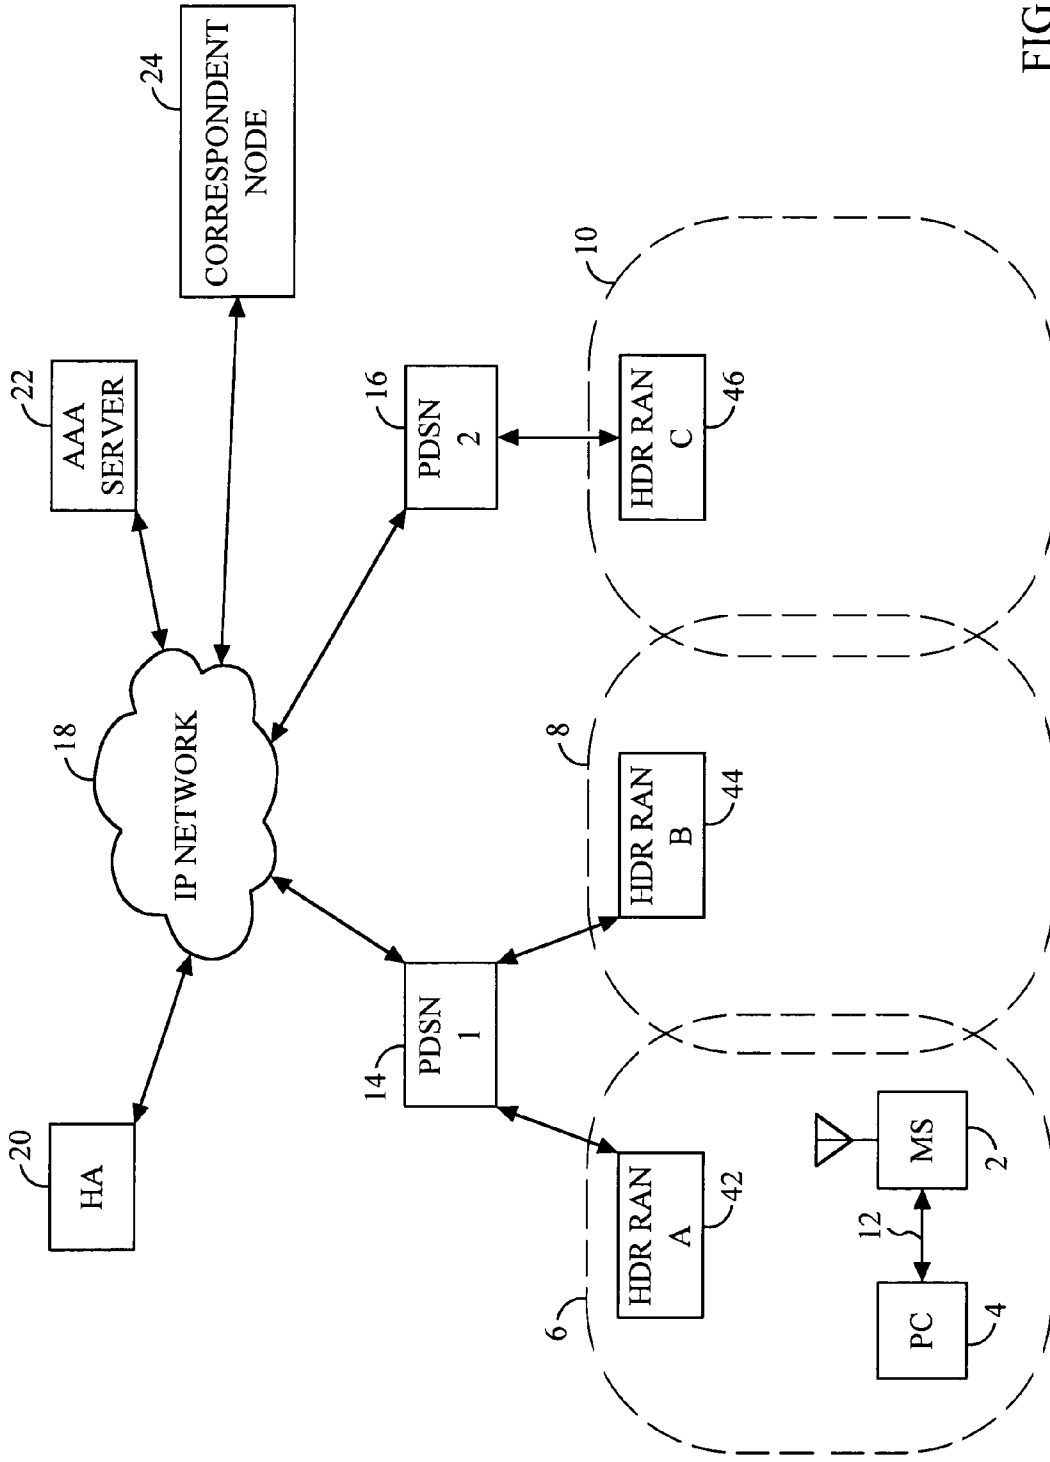 24
CORRESPONDENT
NODE
22
AAA
SERVER
18
IP NETWORK
20
HA
16
PDSN
2
14
PDSN
1
10
HDR RAN
C
46
8
HDR RAN
B
44
6
HDR RAN
A
42
12
MS
2
PC
4
FIG